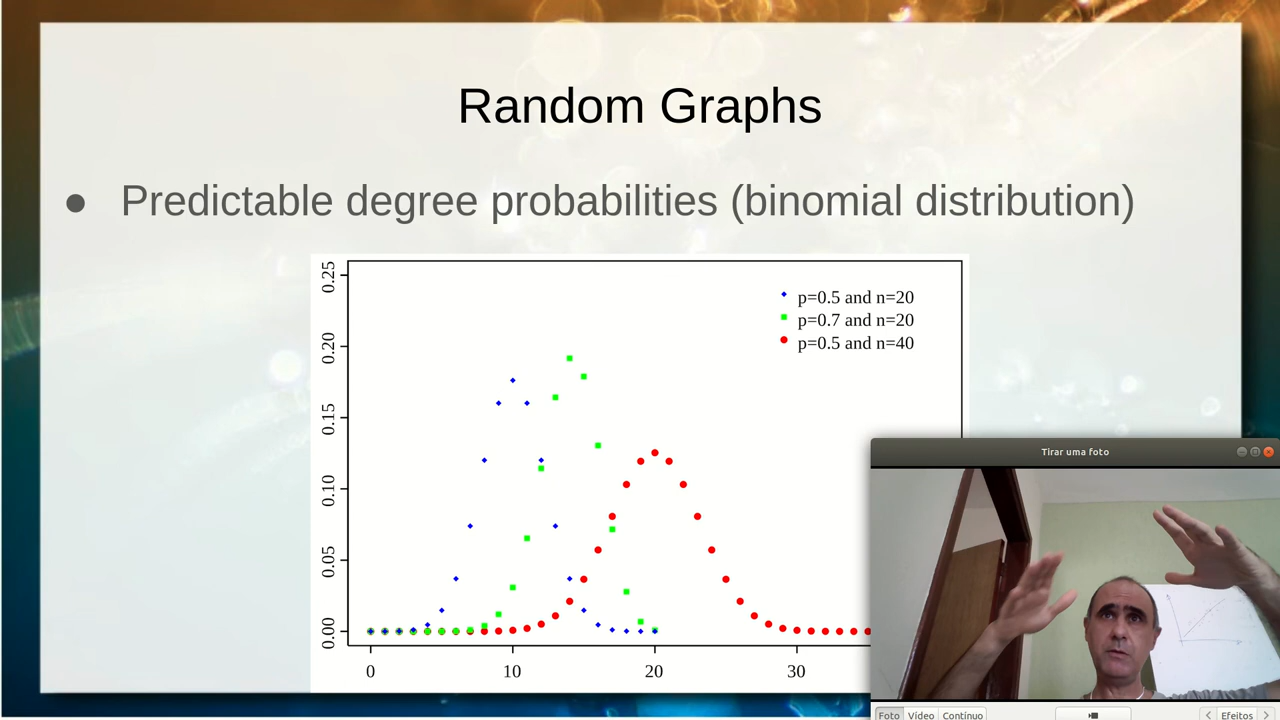 Random Graphs
● Predictable degree probabilities (binomial distribution)
0.25
0.20
0.15
0.10
0.05
0.00
p=0.5 and n=20
p=0.7 and n=20
p=0.5 and n=40
0 10 20 30
Tirar uma foto
Foto Vídeo Contínuo
Efeitos